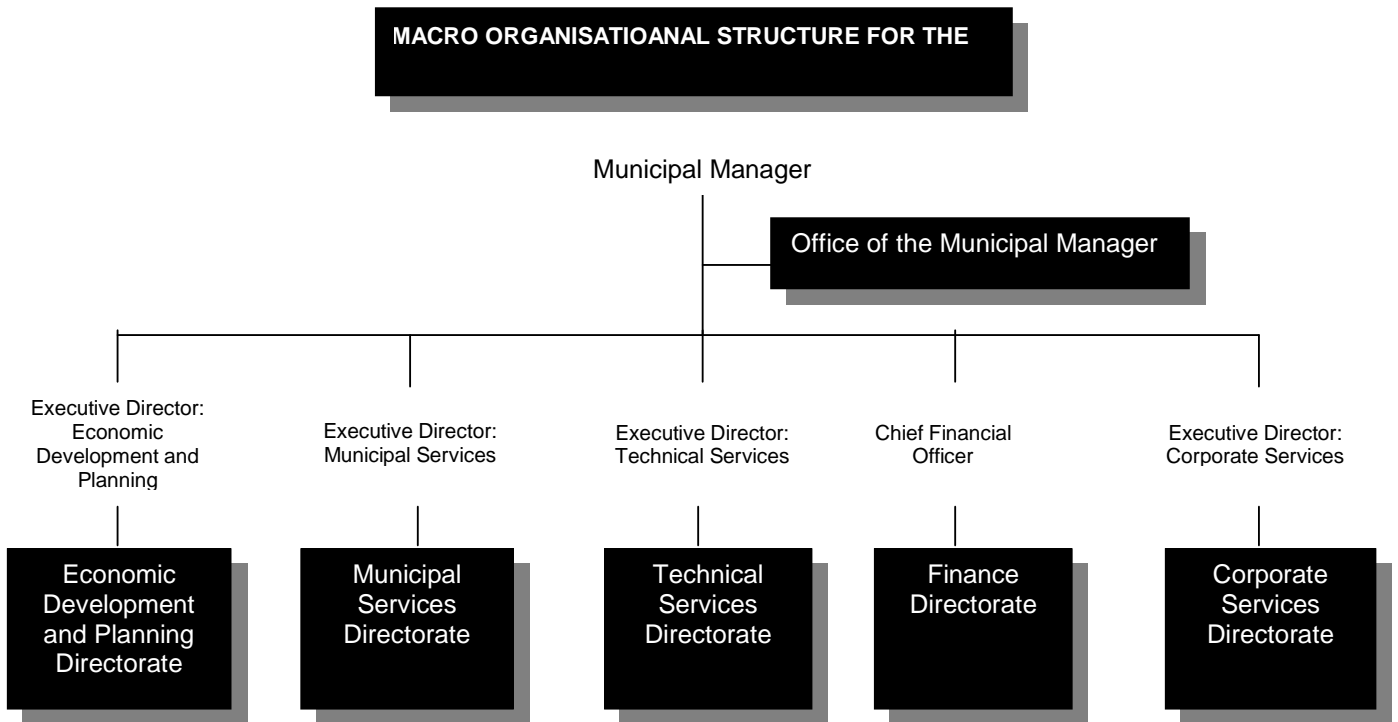 MACRO ORGANISATIOANAL STRUCTURE FOR THE
Municipal Manager
Office of the Municipal Manager
Executive Director:
Economic
Development and
Planning
Executive Director:
Municipal Services
Executive Director:
Technical Services
Chief Financial
Officer
Executive Director:
Corporate Services
Economic
Development
and Planning
Directorate
Municipal
Services
Directorate
Technical
Services
Directorate
Finance
Directorate
Corporate
Services
Directorate